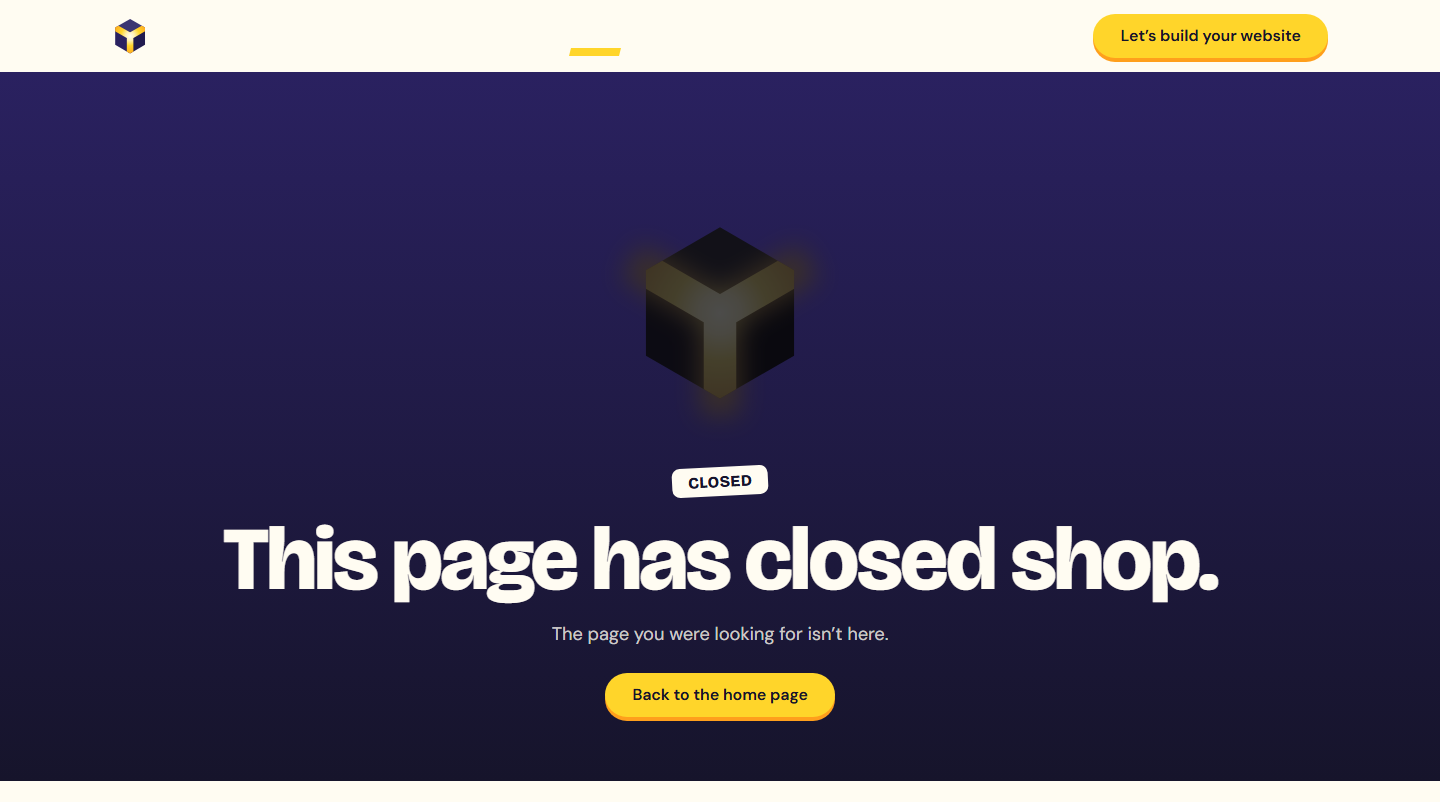 Let’s build your website
CLOSED
This page has closed shop.
The page you were looking for isn’t here.
Back to the home page